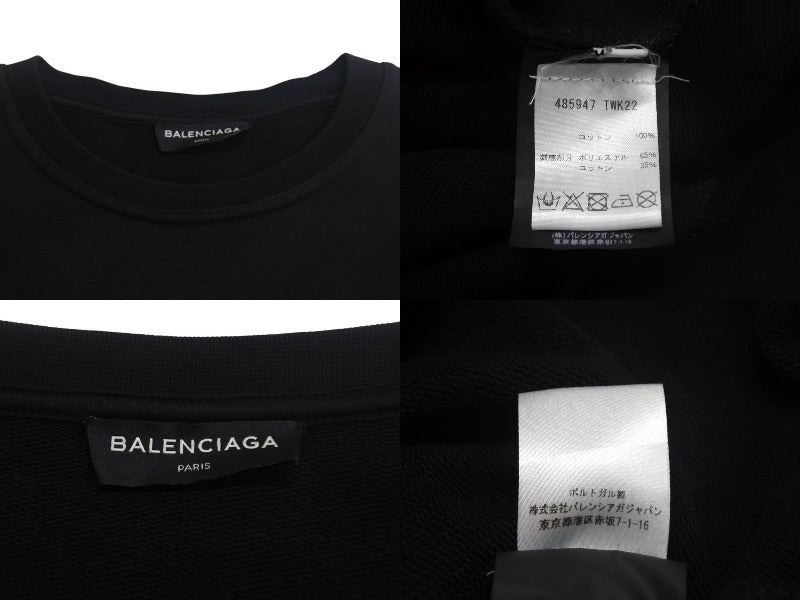 BALENCIAGA
PARIS
485947 TWK22
コットン 100%
刺繍部分 ポリエステル 65%
コットン 35%
(株)バレンシアガジャパン
東京都港区赤坂7-1-16
BALENCIAGA
PARIS
ポルトガル製
株式会社バレンシアガジャパン
東京都港区赤坂7-1-16